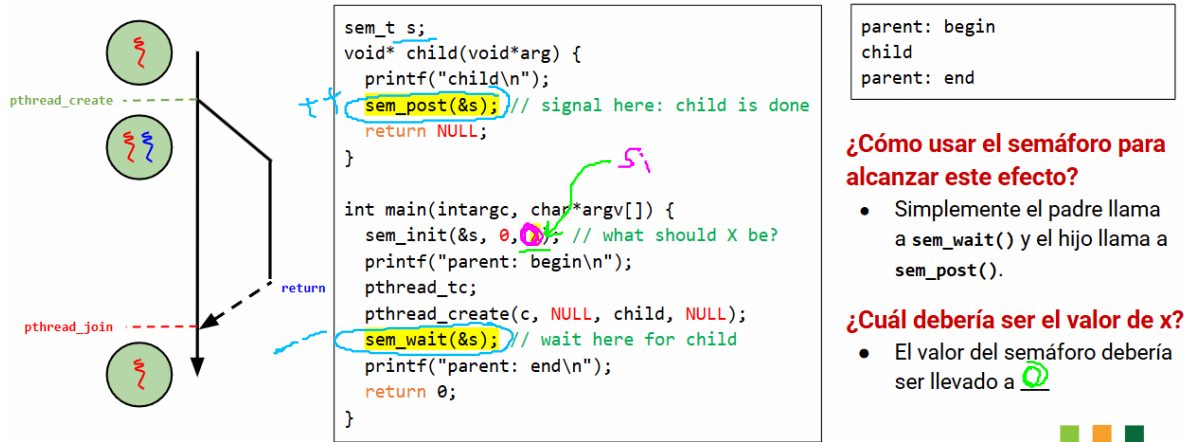 pthread_create
return
pthread_join
sem_t s;
void* child(void*arg) {
printf("child\n");
++
sem_post(&s); // signal here: child is done
return NULL;
}
Si
int main(intargc, char*argv[]) {
sem_init(&s, 0, 0); // what should X be?
printf("parent: begin\n");
pthread_tc;
pthread_create(c, NULL, child, NULL);
sem_wait(&s); // wait here for child
printf("parent: end\n");
return 0;
}
parent: begin
child
parent: end
¿Cómo usar el semáforo para
alcanzar este efecto?
● Simplemente el padre llama
a sem_wait() y el hijo llama a
sem_post().
¿Cuál debería ser el valor de x?
● El valor del semáforo debería
ser llevado a 0